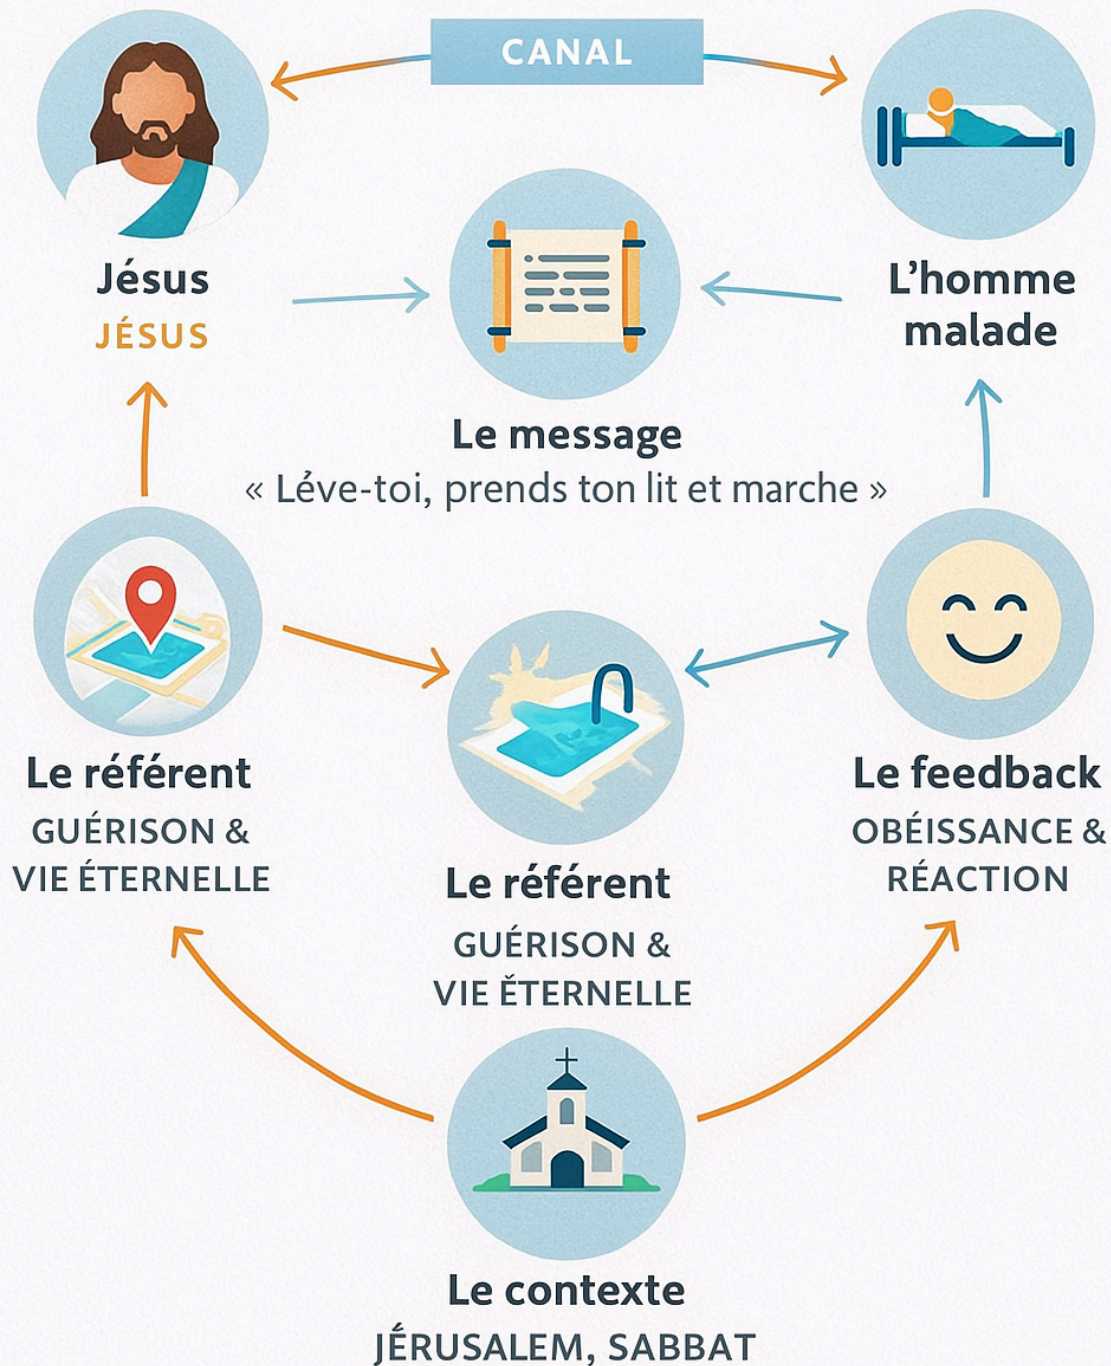 CANAL
Jésus
JÉSUS
L’homme
malade
Le message
« Léve-toi, prends ton lit et marche »
Le référent
GUÉRISON &
VIE ÉTERNELLE
Le référent
GUÉRISON &
VIE ĚTERNELLE
Le feedback
OBÉISSANCE &
RÉACTION
Le contexte
JÉRUSALEM, SABBAT